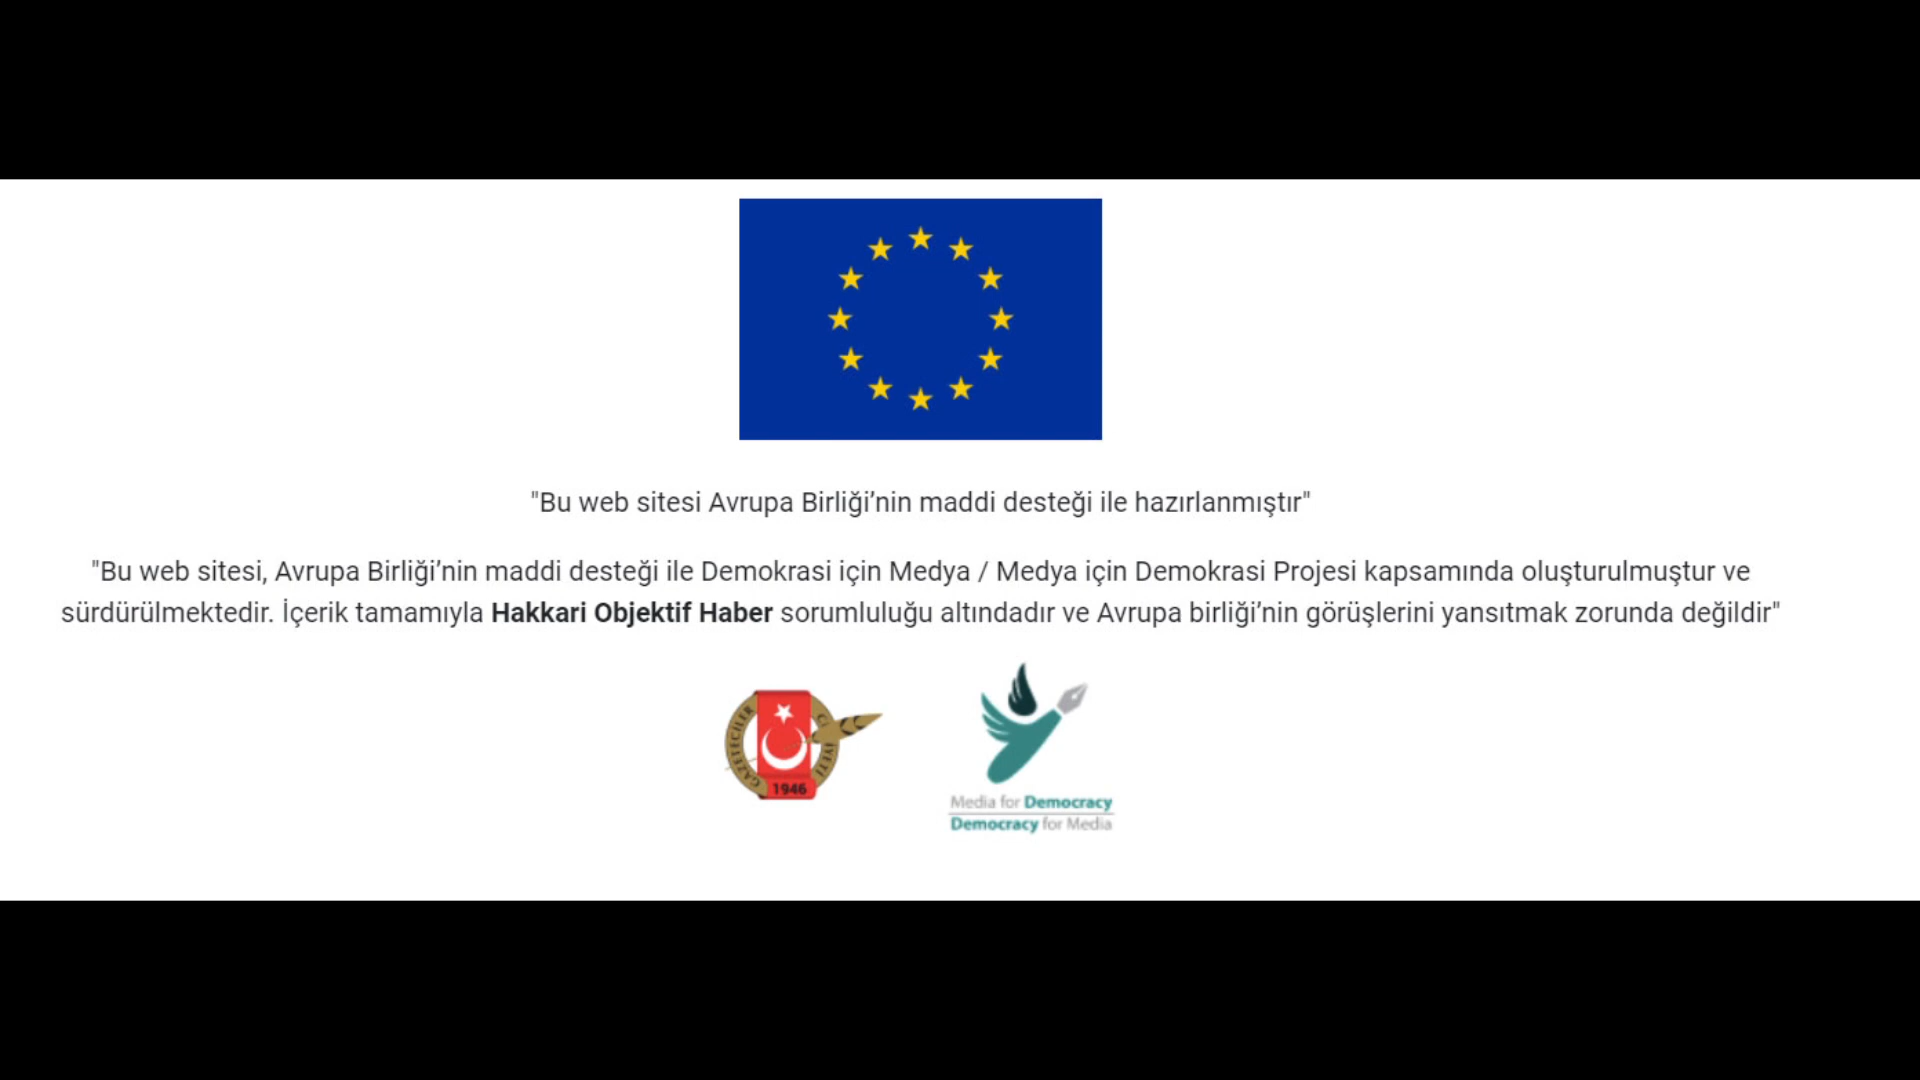 "Bu web sitesi Avrupa Birliği’nin maddi desteği ile hazırlanmıştır"
"Bu web sitesi, Avrupa Birliği’nin maddi desteği ile Demokrasi için Medya / Medya için Demokrasi Projesi kapsamında oluşturulmuştur ve
sürdürülmektedir. İçerik tamamıyla Hakkari Objektif Haber sorumluluğu altındadır ve Avrupa birliği’nin görüşlerini yansıtmak zorunda değildir"
GAZETECİLER
1946
Media for Democracy
Democracy for Media